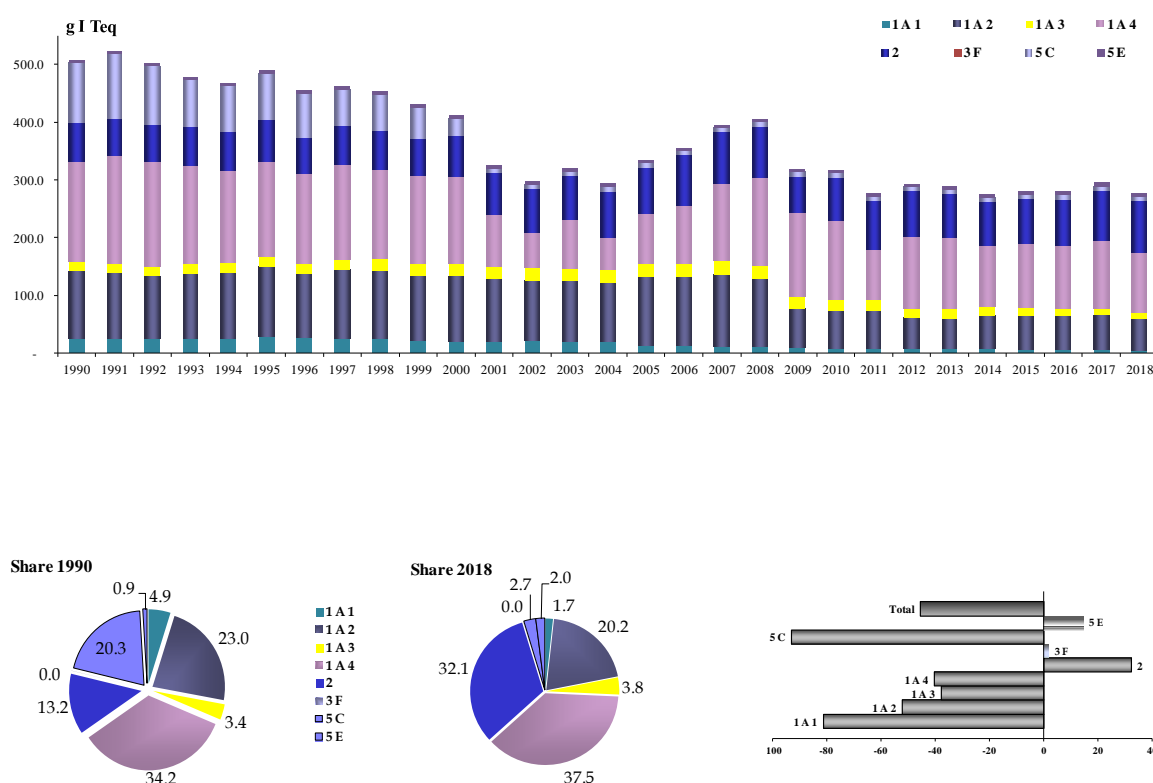 g I Teq
1 A 1
1 A 2
1 A 3
1 A 4
2
3 F
5 C
5 E
500.0
400.0
300.0
200.0
100.0
-
1990 1991 1992 1993 1994 1995 1996 1997 1998 1999 2000 2001 2002 2003 2004 2005 2006 2007 2008 2009 2010 2011 2012 2013 2014 2015 2016 2017 2018
Share 1990
0.9
4.9
23.0
20.3
0.0
13.2
3.4
34.2
1 A 1
1 A 2
1 A 3
1 A 4
2
3 F
5 C
5 E
Share 2018
2.7
2.0
0.0
1.7
20.2
32.1
3.8
37.5
Total
5 E
5 C
3 F
2
1 A 4
1 A 3
1 A 2
1 A 1
100 -80 -60 -40 -20 0 20 40